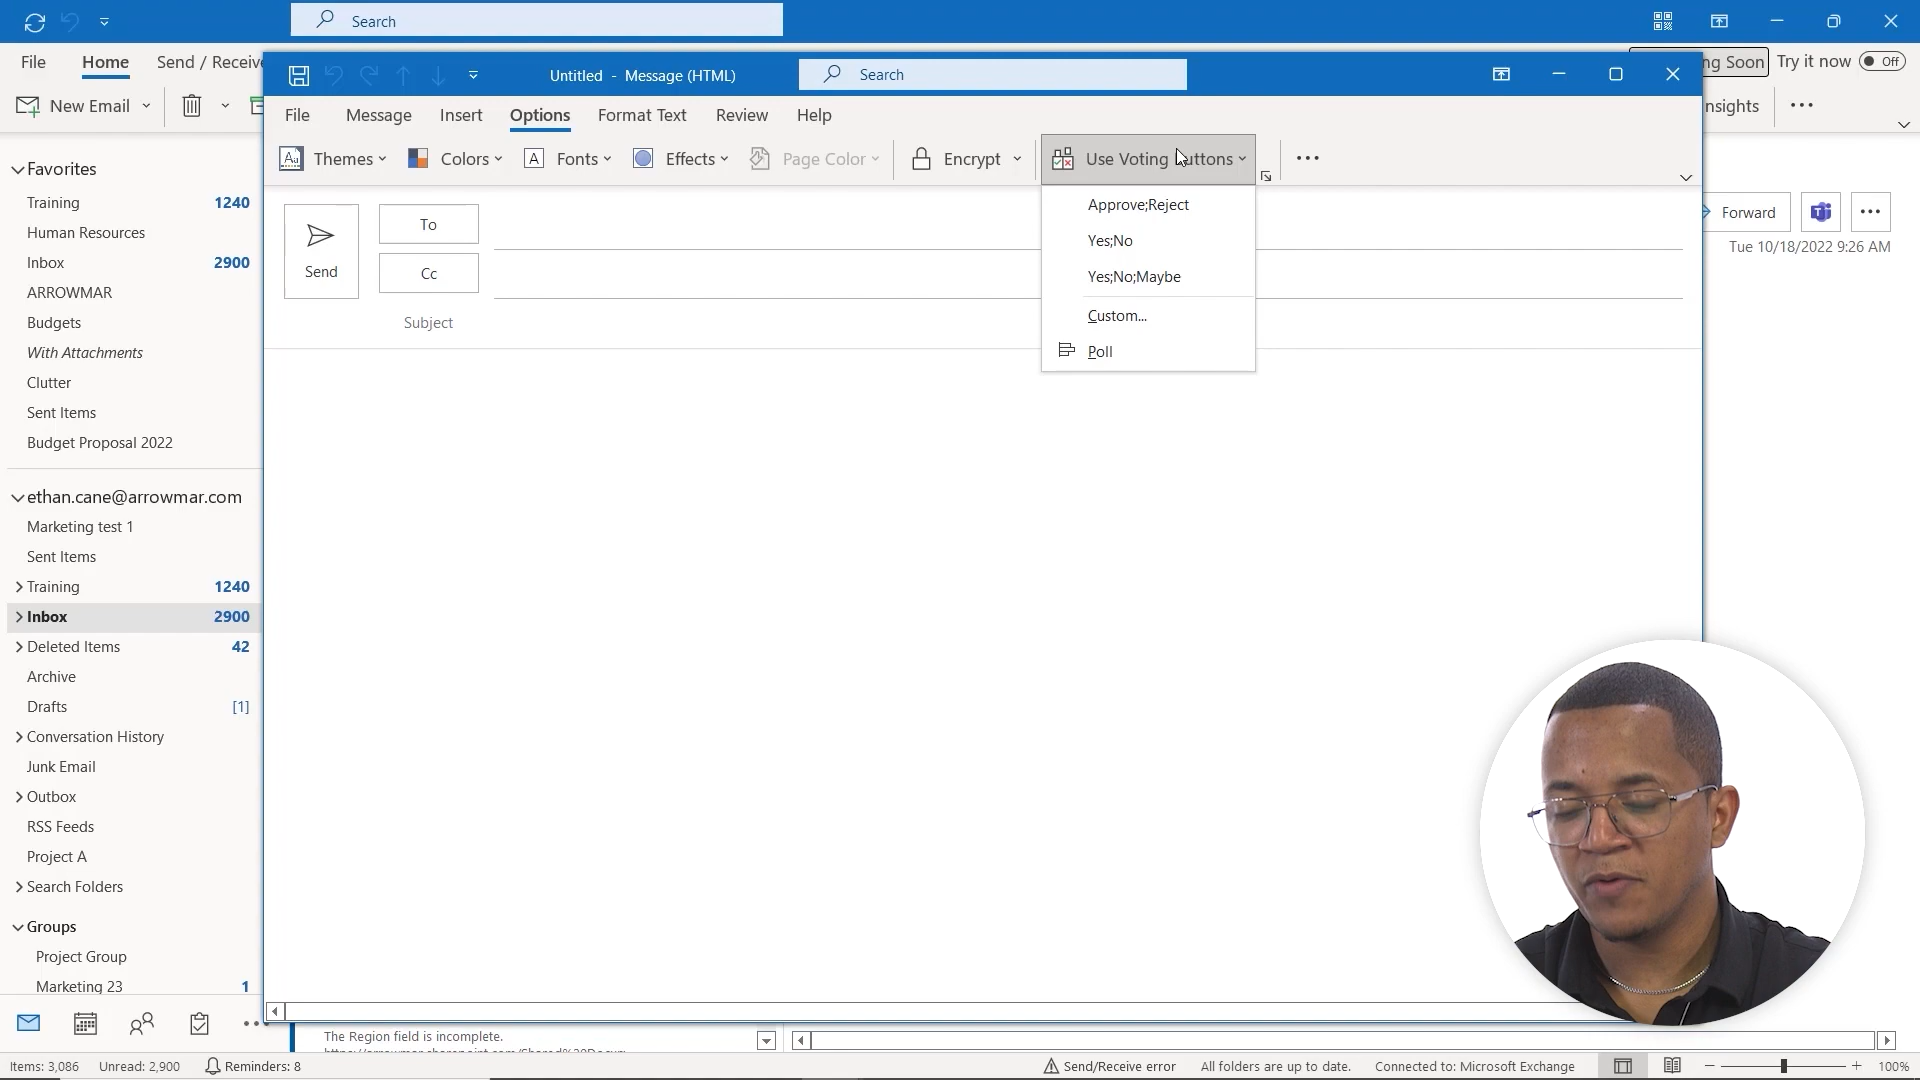 Search
File
Home
Send / Receive
ng Soon
Try it now
Off
New Email
nsights
Untitled - Message (HTML)
Search
File
Message
Insert
Options
Format Text
Review
Help
Themes
Colors
Fonts
Effects
Page Color
Encrypt
Use Voting Buttons
Approve;Reject
Yes;No
Yes;No;Maybe
Custom...
Poll
Send
To
Cc
Subject
Forward
Tue 10/18/2022 9:26 AM
Favorites
Training 1240
Human Resources
Inbox 2900
ARROWMAR
Budgets
With Attachments
Clutter
Sent Items
Budget Proposal 2022
ethan.cane@arrowmar.com
Marketing test 1
Sent Items
Training 1240
Inbox 2900
Deleted Items 42
Archive
Drafts [1]
Conversation History
Junk Email
Outbox
RSS Feeds
Project A
Search Folders
Groups
Project Group
Marketing 23 1
The Region field is incomplete.
Items: 3,086
Unread: 2,900
Reminders: 8
Send/Receive error
All folders are up to date.
Connected to: Microsoft Exchange
100%